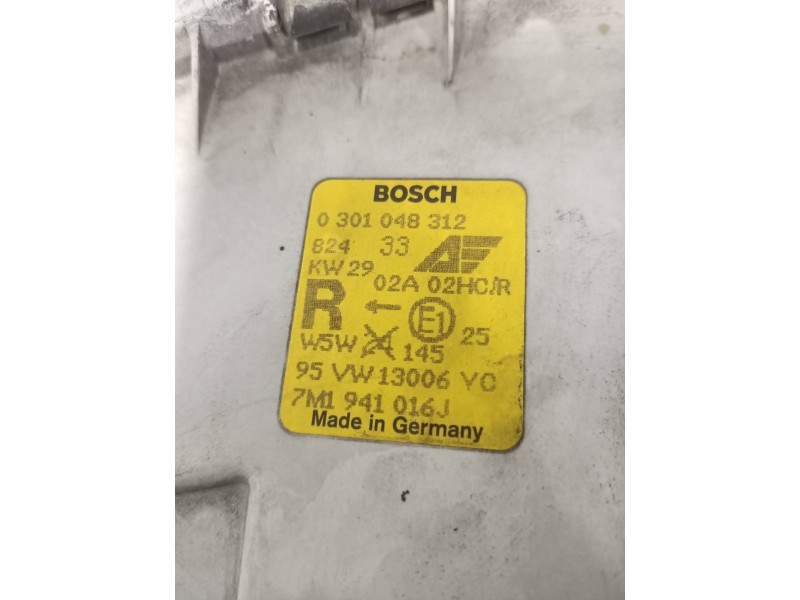 BOSCH
0 301 048 312
824 33
KW 29
02A 02HC/R
R ← E1 25
W5W 24 145
95 VW 13006 YC
7M1 941 016J
Made in Germany